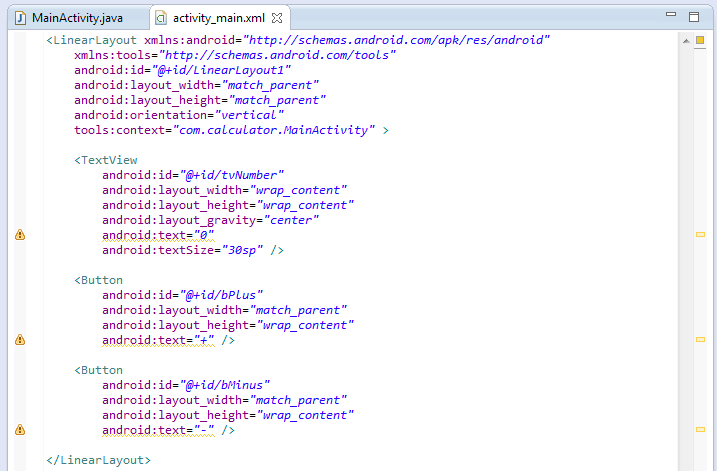 MainActivity.java activity_main.xml
<LinearLayout xmlns:android="http://schemas.android.com/apk/res/android"
    xmlns:tools="http://schemas.android.com/tools"
    android:id="@+id/LinearLayout1"
    android:layout_width="match_parent"
    android:layout_height="match_parent"
    android:orientation="vertical"
    tools:context="com.calculator.MainActivity" >
    <TextView
        android:id="@+id/tvNumber"
        android:layout_width="wrap_content"
        android:layout_height="wrap_content"
        android:layout_gravity="center"
        android:text="0"
        android:textSize="30sp" />
    <Button
        android:id="@+id/bPlus"
        android:layout_width="match_parent"
        android:layout_height="wrap_content"
        android:text="+" />
    <Button
        android:id="@+id/bMinus"
        android:layout_width="match_parent"
        android:layout_height="wrap_content"
        android:text="-" />
</LinearLayout>